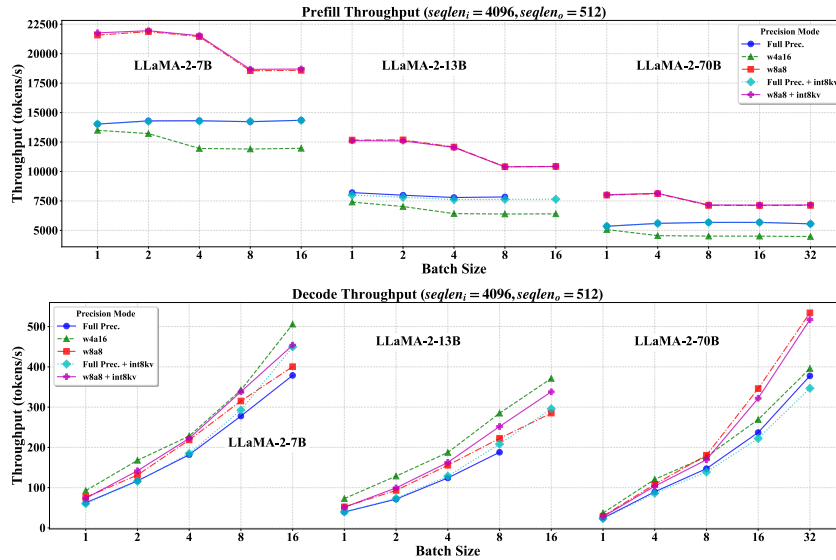 Prefill Throughput (seqlen_i = 4096, seqlen_o = 512)
22500
20000
17500
15000
12500
10000
7500
5000
Throughput (tokens/s)
LLaMA-2-7B
LLaMA-2-13B
LLaMA-2-70B
Precision Mode
Full Prec.
w4a16
w8a8
Full Prec. + int8kv
w8a8 + int8kv
1 2 4 8 16 1 2 4 8 16 1 4 8 16 32
Batch Size
Decode Throughput (seqlen_i = 4096, seqlen_o = 512)
500
400
300
200
100
0
Throughput (tokens/s)
Precision Mode
Full Prec.
w4a16
w8a8
Full Prec. + int8kv
w8a8 + int8kv
LLaMA-2-7B
LLaMA-2-13B
LLaMA-2-70B
1 2 4 8 16 1 2 4 8 16 1 4 8 16 32
Batch Size